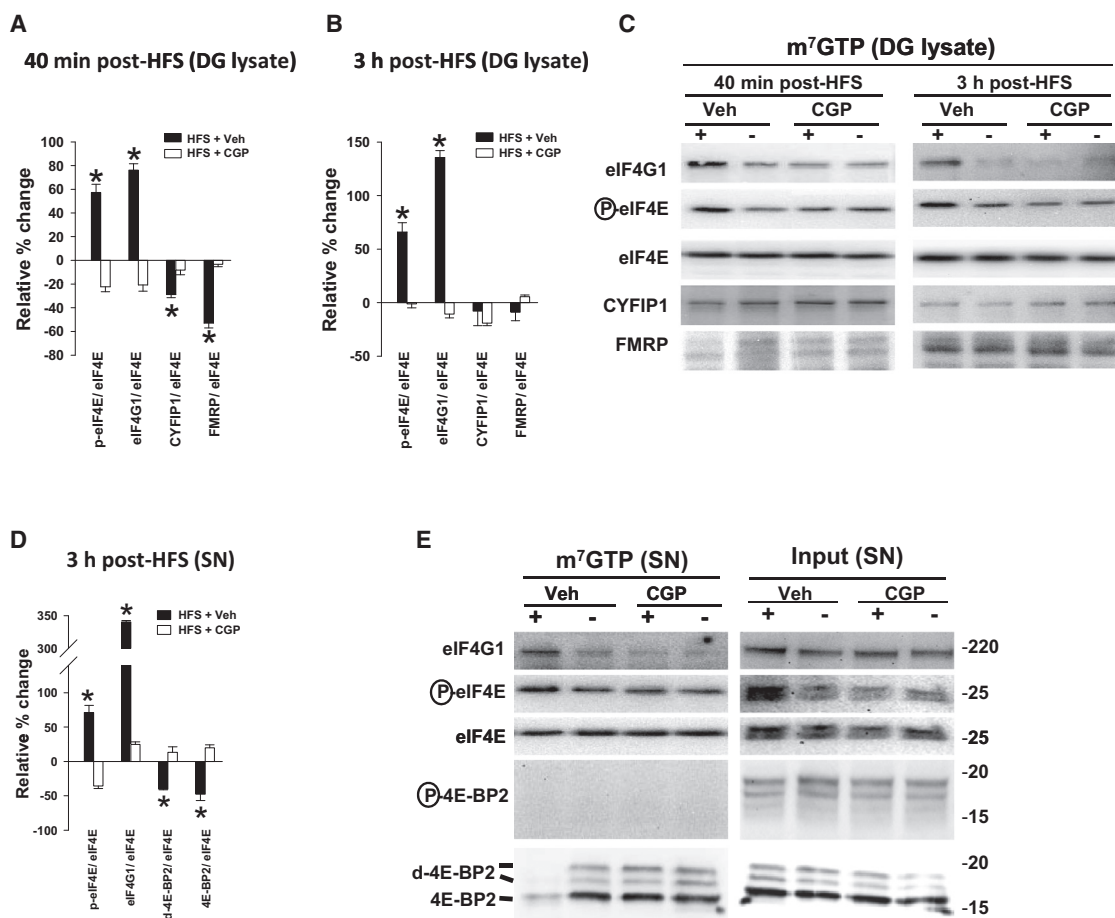 A
40 min post-HFS (DG lysate)
Relative % change
100
80
60
40
20
0
-20
-40
-60
-80
HFS + Veh
HFS + CGP
*
*
*
*
p-eIF4E/ eIF4E
eIF4G1/ eIF4E
CYFIP1/ eIF4E
FMRP/ eIF4E
B
3 h post-HFS (DG lysate)
Relative % change
150
100
50
0
-50
HFS + Veh
HFS + CGP
*
*
p-eIF4E/ eIF4E
eIF4G1/ eIF4E
CYFIP1/ eIF4E
FMRP/ eIF4E
C
m⁷GTP (DG lysate)
40 min post-HFS 3 h post-HFS
Veh CGP Veh CGP
+ - + - + - + -
eIF4G1
Ⓟ-eIF4E
eIF4E
CYFIP1
FMRP
D
3 h post-HFS (SN)
Relative % change
350
300
100
50
0
-50
-100
HFS + Veh
HFS + CGP
*
*
*
*
p-eIF4E/ eIF4E
eIF4G1/ eIF4E
d-4E-BP2/ eIF4E
4E-BP2/ eIF4E
E
m⁷GTP (SN) Input (SN)
Veh CGP Veh CGP
+ - + - + - + -
eIF4G1 -220
Ⓟ-eIF4E -25
eIF4E -25
Ⓟ-4E-BP2 -20
-15
d-4E-BP2 -20
4E-BP2 -15